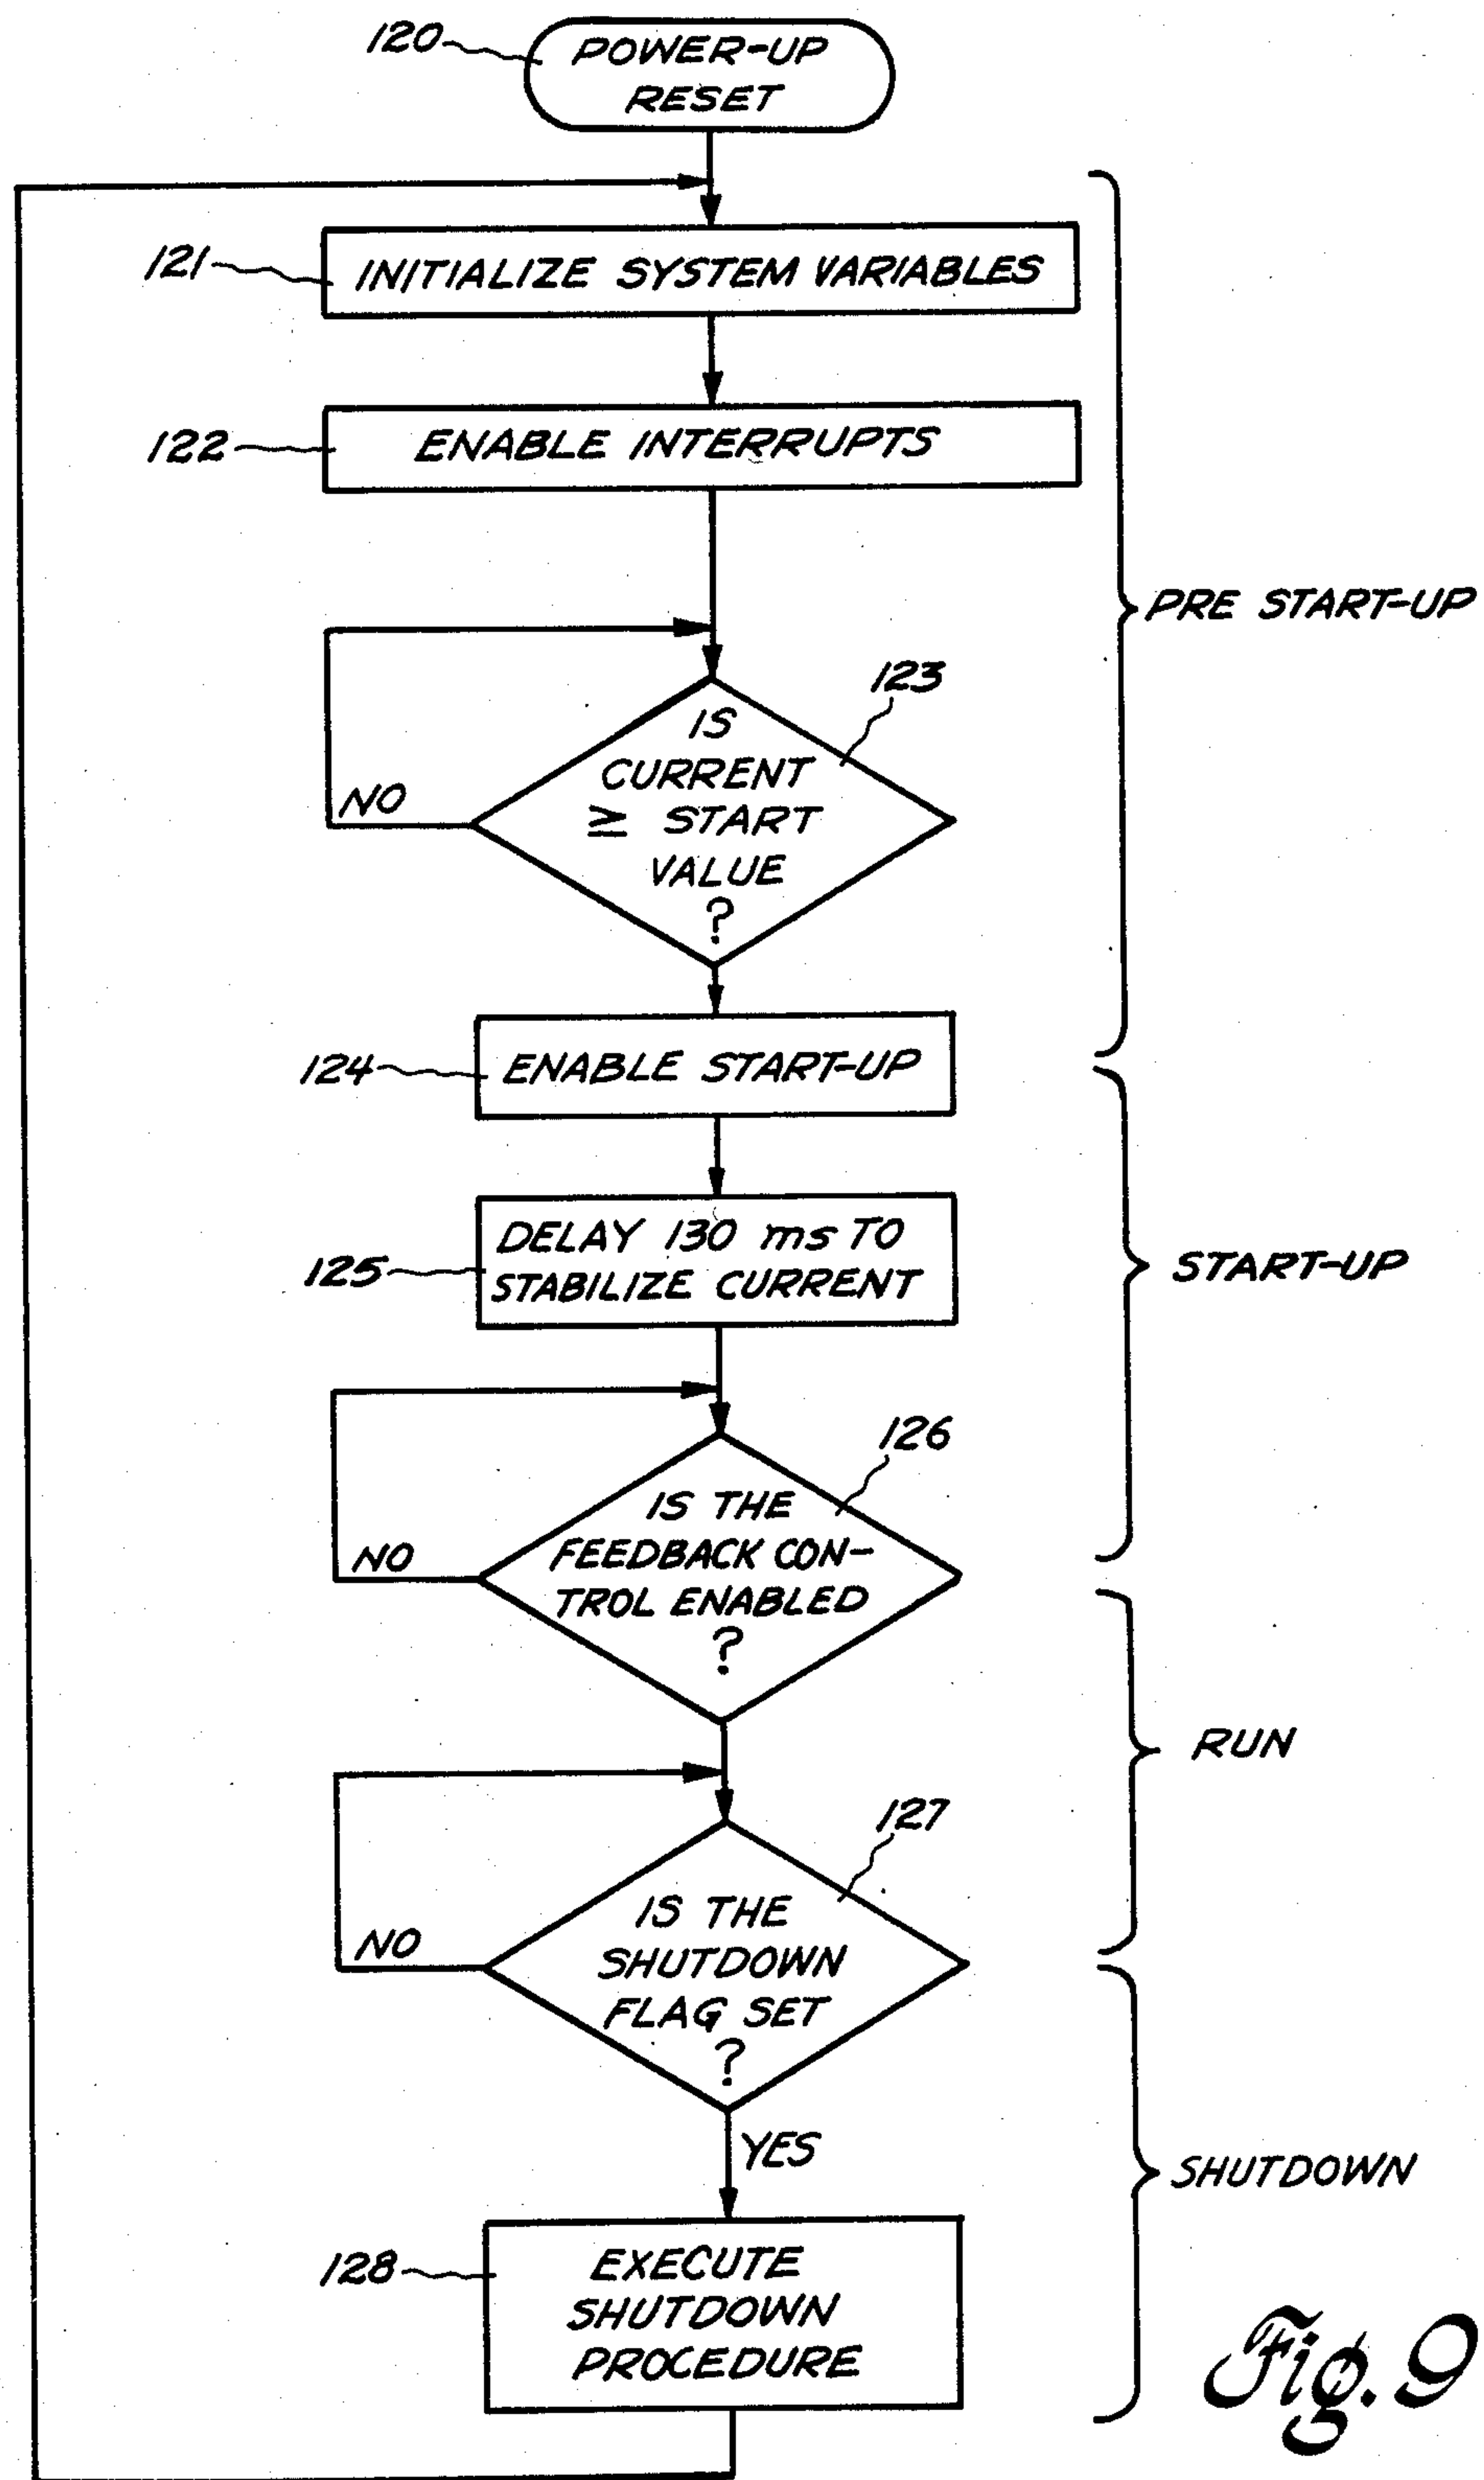 120
POWER-UP
RESET
121
INITIALIZE SYSTEM VARIABLES
122
ENABLE INTERRUPTS
PRE START-UP
123
IS
CURRENT
≥ START
VALUE
?
NO
124
ENABLE START-UP
125
DELAY 130 ms TO
STABILIZE CURRENT
START-UP
126
IS THE
FEEDBACK CON-
TROL ENABLED
?
NO
RUN
127
IS THE
SHUTDOWN
FLAG SET
?
NO
YES
SHUTDOWN
128
EXECUTE
SHUTDOWN
PROCEDURE
Fig. 9